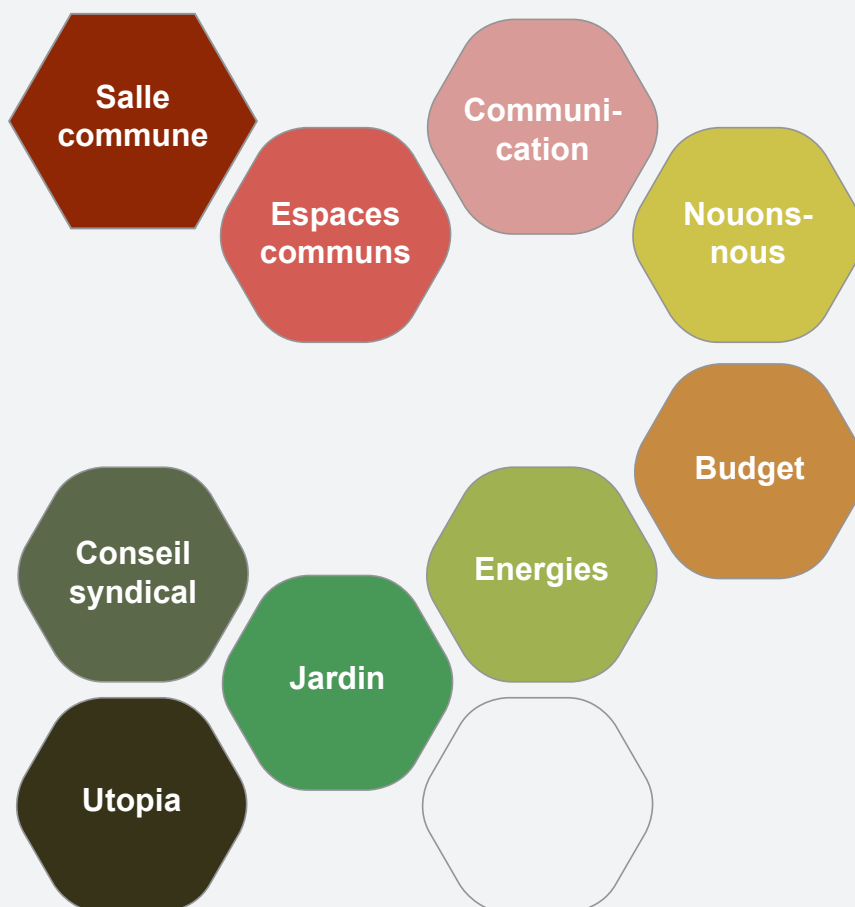 Salle
commune
Communi-
cation
Espaces
communs
Nouons-
nous
Budget
Conseil
syndical
Energies
Jardin
Utopia